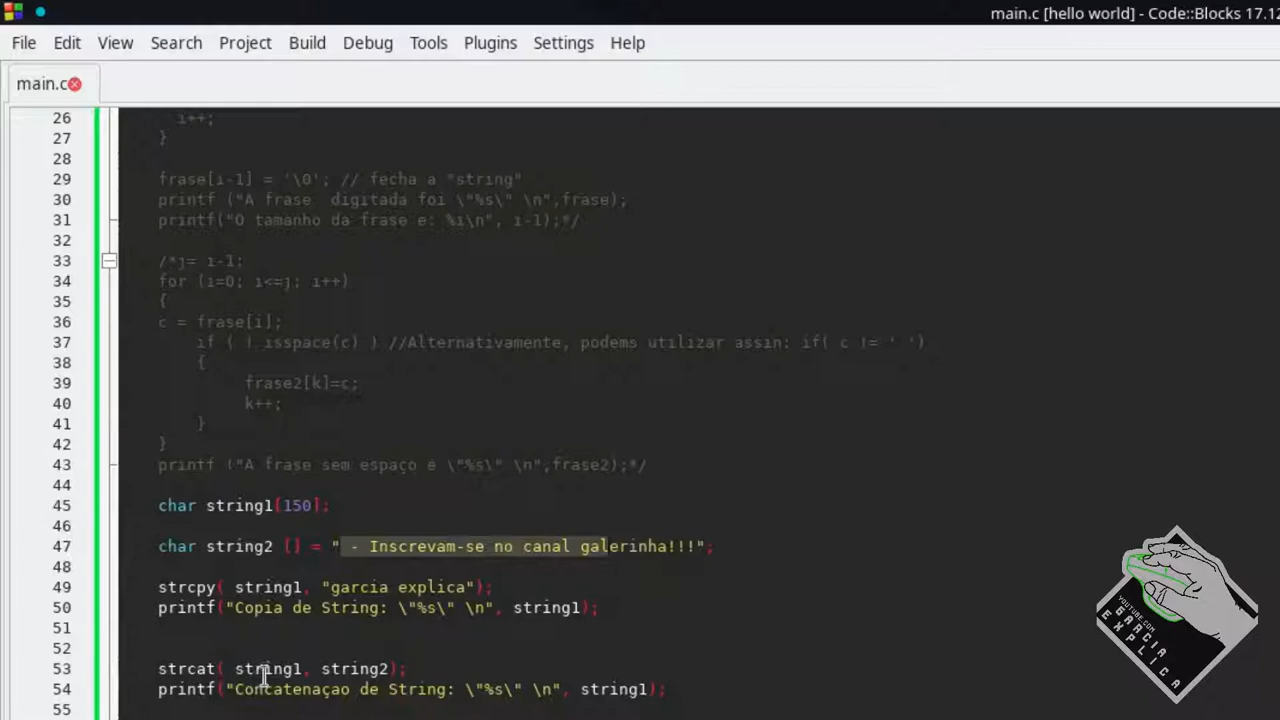 main.c [hello world] - Code::Blocks 17.12
File Edit View Search Project Build Debug Tools Plugins Settings Help
main.c
26 i++;
27 }
28
29 frase[i-1] = '\0'; // fecha a "string"
30 printf ("A frase  digitada foi \"%s\" \n",frase);
31 printf("O tamanho da frase e: %i\n", i-1);*/
32
33 /*j= i-1;
34 for (i=0; i<=j; i++)
35 {
36 c = frase[i];
37 if ( ! isspace(c) ) //Alternativamente, podems utilizar assin: if( c != ' ')
38 {
39 frase2[k]=c;
40 k++;
41 }
42 }
43 printf ("A frase sem espaço é \"%s\" \n",frase2);*/
44
45 char string1[150];
46
47 char string2 [] = " - Inscrevam-se no canal galerinha!!!";
48
49 strcpy( string1, "garcia explica");
50 printf("Copia de String: \"%s\" \n", string1);
51
52
53 strcat( string1, string2);
54 printf("Concatenaçao de String: \"%s\" \n", string1);
55
YOUTUBE.COM/
GARCIA
EXPLICA